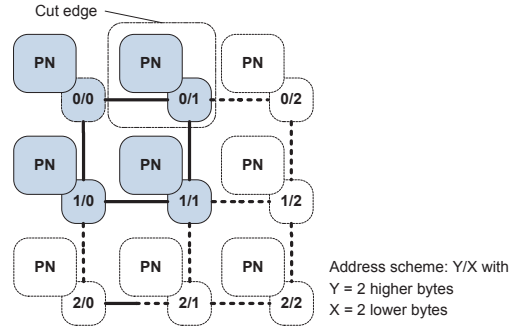 Cut edge
PN PN PN
0/0 0/1 0/2
PN PN PN
1/0 1/1 1/2
PN PN PN
2/0 2/1 2/2
Address scheme: Y/X with
Y = 2 higher bytes
X = 2 lower bytes